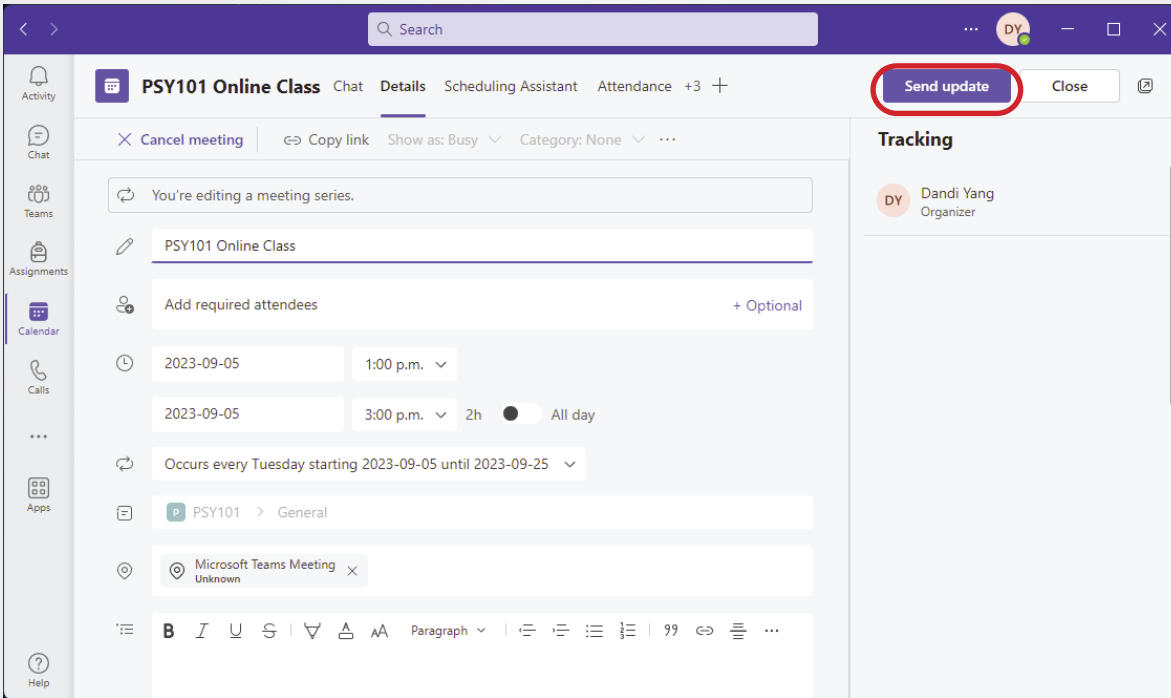 Search
DY
Activity
Chat
Teams
Assignments
Calendar
Calls
Apps
Help
PSY101 Online Class Chat Details Scheduling Assistant Attendance +3
Send update Close
Cancel meeting Copy link Show as: Busy Category: None
You're editing a meeting series.
PSY101 Online Class
Add required attendees + Optional
2023-09-05 1:00 p.m.
2023-09-05 3:00 p.m. 2h All day
Occurs every Tuesday starting 2023-09-05 until 2023-09-25
P PSY101 > General
Microsoft Teams Meeting
Unknown
B I U S A AA Paragraph
Tracking
DY Dandi Yang
Organizer